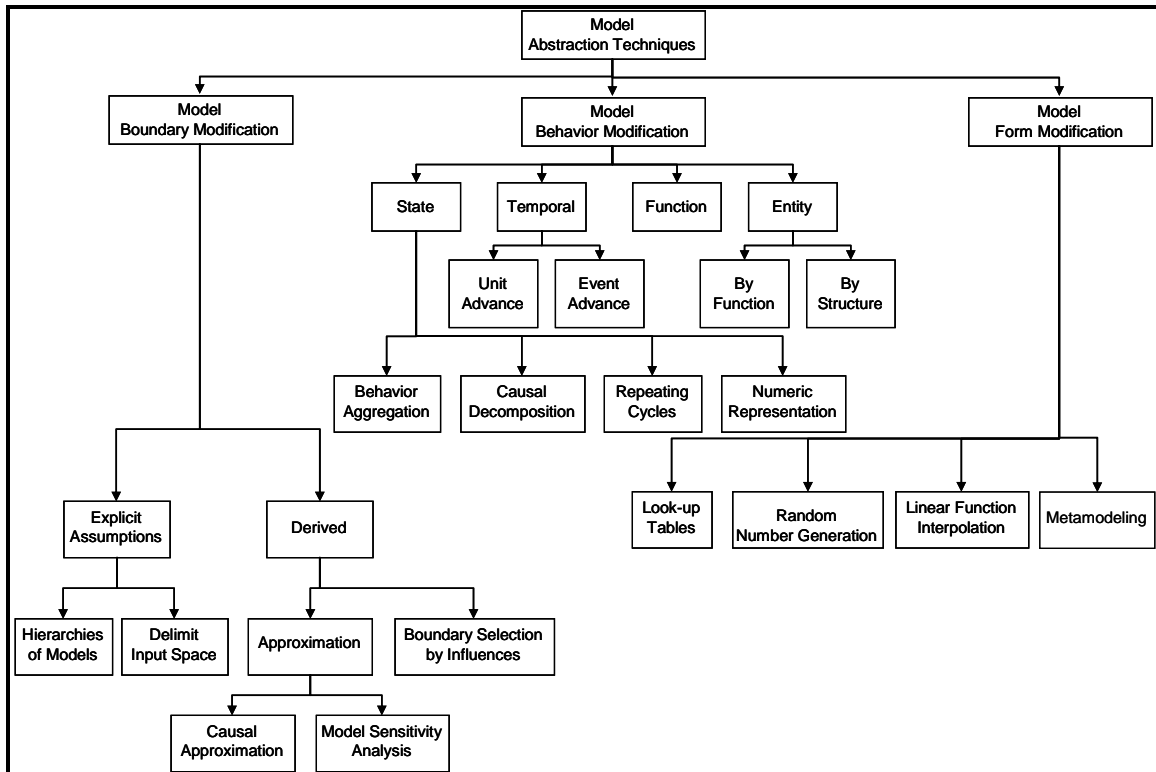 Model
Abstraction Techniques
Model
Boundary Modification
Model
Behavior Modification
Model
Form Modification
State
Temporal
Function
Entity
Unit
Advance
Event
Advance
By
Function
By
Structure
Behavior
Aggregation
Causal
Decomposition
Repeating
Cycles
Numeric
Representation
Explicit
Assumptions
Derived
Look-up
Tables
Random
Number Generation
Linear Function
Interpolation
Metamodeling
Hierarchies
of Models
Delimit
Input Space
Approximation
Boundary Selection
by Influences
Causal
Approximation
Model Sensitivity
Analysis